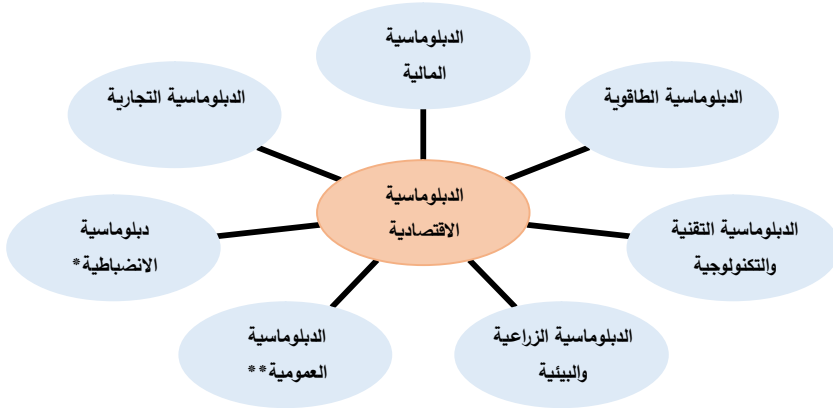 الدبلوماسية
المالية
الدبلوماسية الطاقوية
الدبلوماسية التجارية
الدبلوماسية
الاقتصادية
الدبلوماسية التقنية
والتكنولوجية
دبلوماسية
الانضباطية*
الدبلوماسية الزراعية
والبيئية
الدبلوماسية
العمومية**